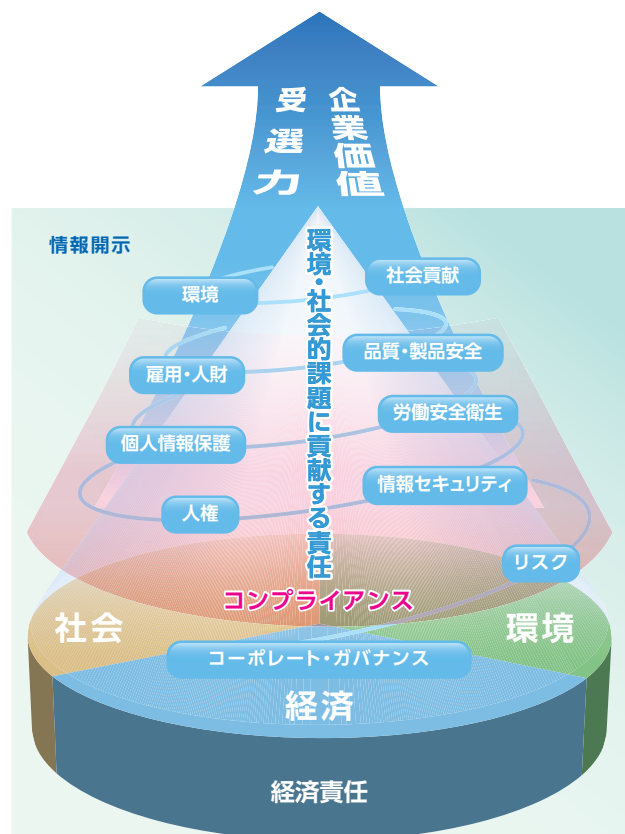 企業価値
受選力
情報開示
環境・社会的課題に貢献する責任
社会貢献
環境
品質・製品安全
雇用・人財
労働安全衛生
個人情報保護
情報セキュリティ
人権
リスク
コンプライアンス
社会
環境
コーポレート・ガバナンス
経済
経済責任